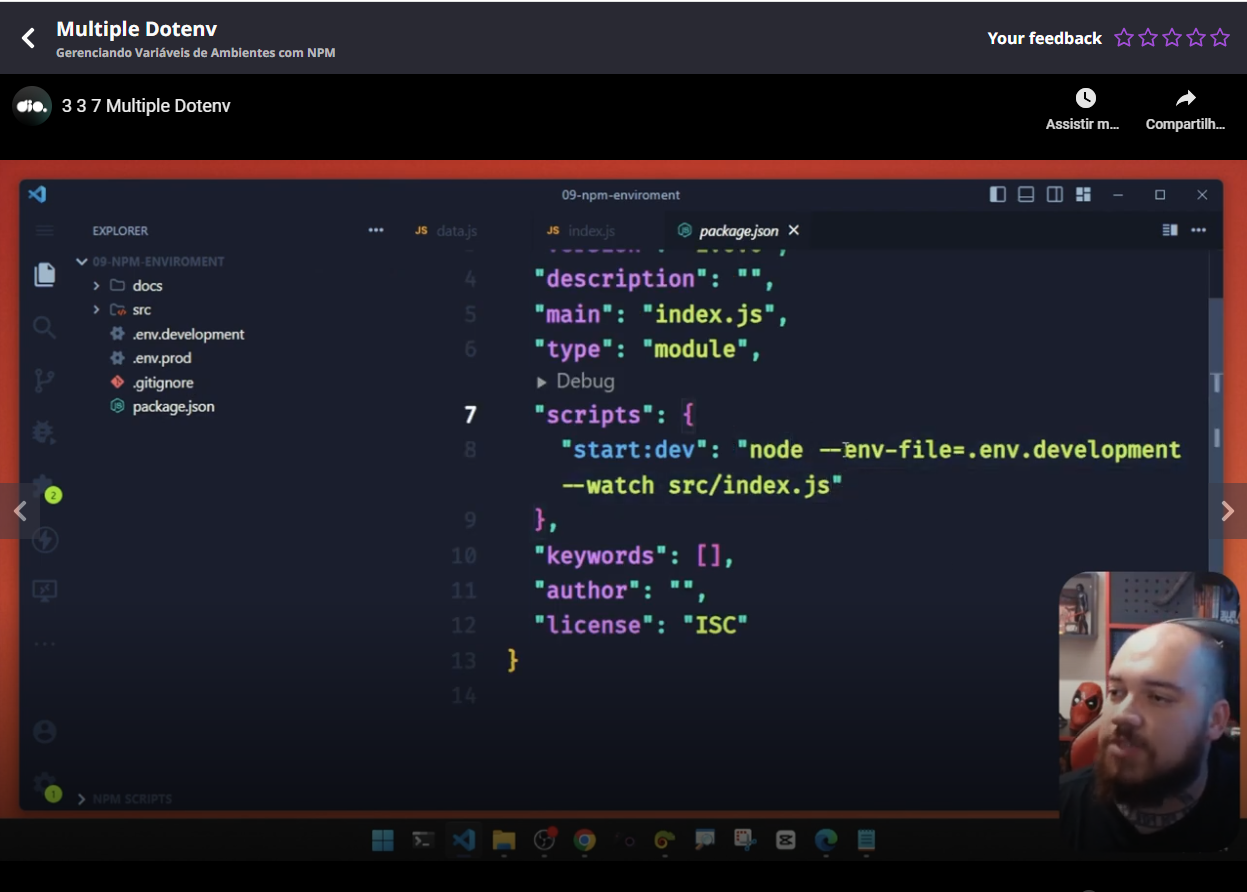 Multiple Dotenv
Gerenciando Variáveis de Ambientes com NPM
Your feedback
dio.
3 3 7 Multiple Dotenv
Assistir m...
Compartilh...
09-npm-enviroment
EXPLORER
09-NPM-ENVIROMENT
docs
src
.env.development
.env.prod
.gitignore
package.json
NPM SCRIPTS
2
1
JS data.js
JS index.js
package.json
4 "description": "",
5 "main": "index.js",
6 "type": "module",
Debug
7 "scripts": {
8 "start:dev": "node --env-file=.env.development
--watch src/index.js"
9 },
10 "keywords": [],
11 "author": "",
12 "license": "ISC"
13 }
14